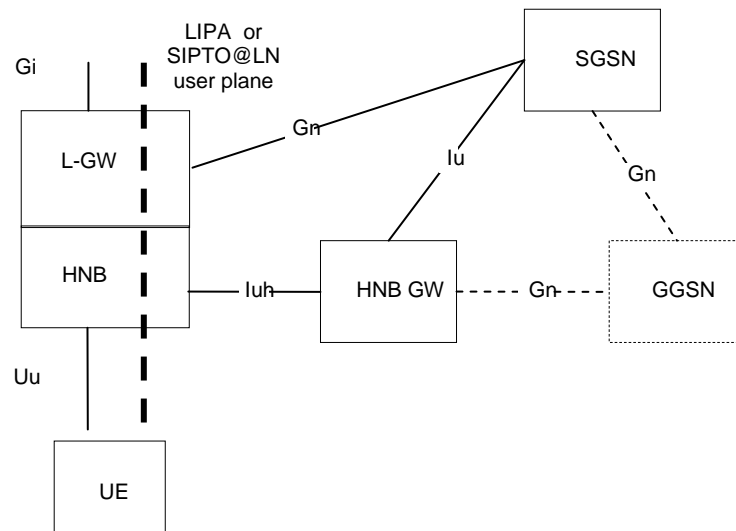 LIPA or
SIPTO@LN
user plane
Gi
SGSN
Gn
L-GW
Iu
Gn
HNB
Iuh
HNB GW
Gn
GGSN
Uu
UE